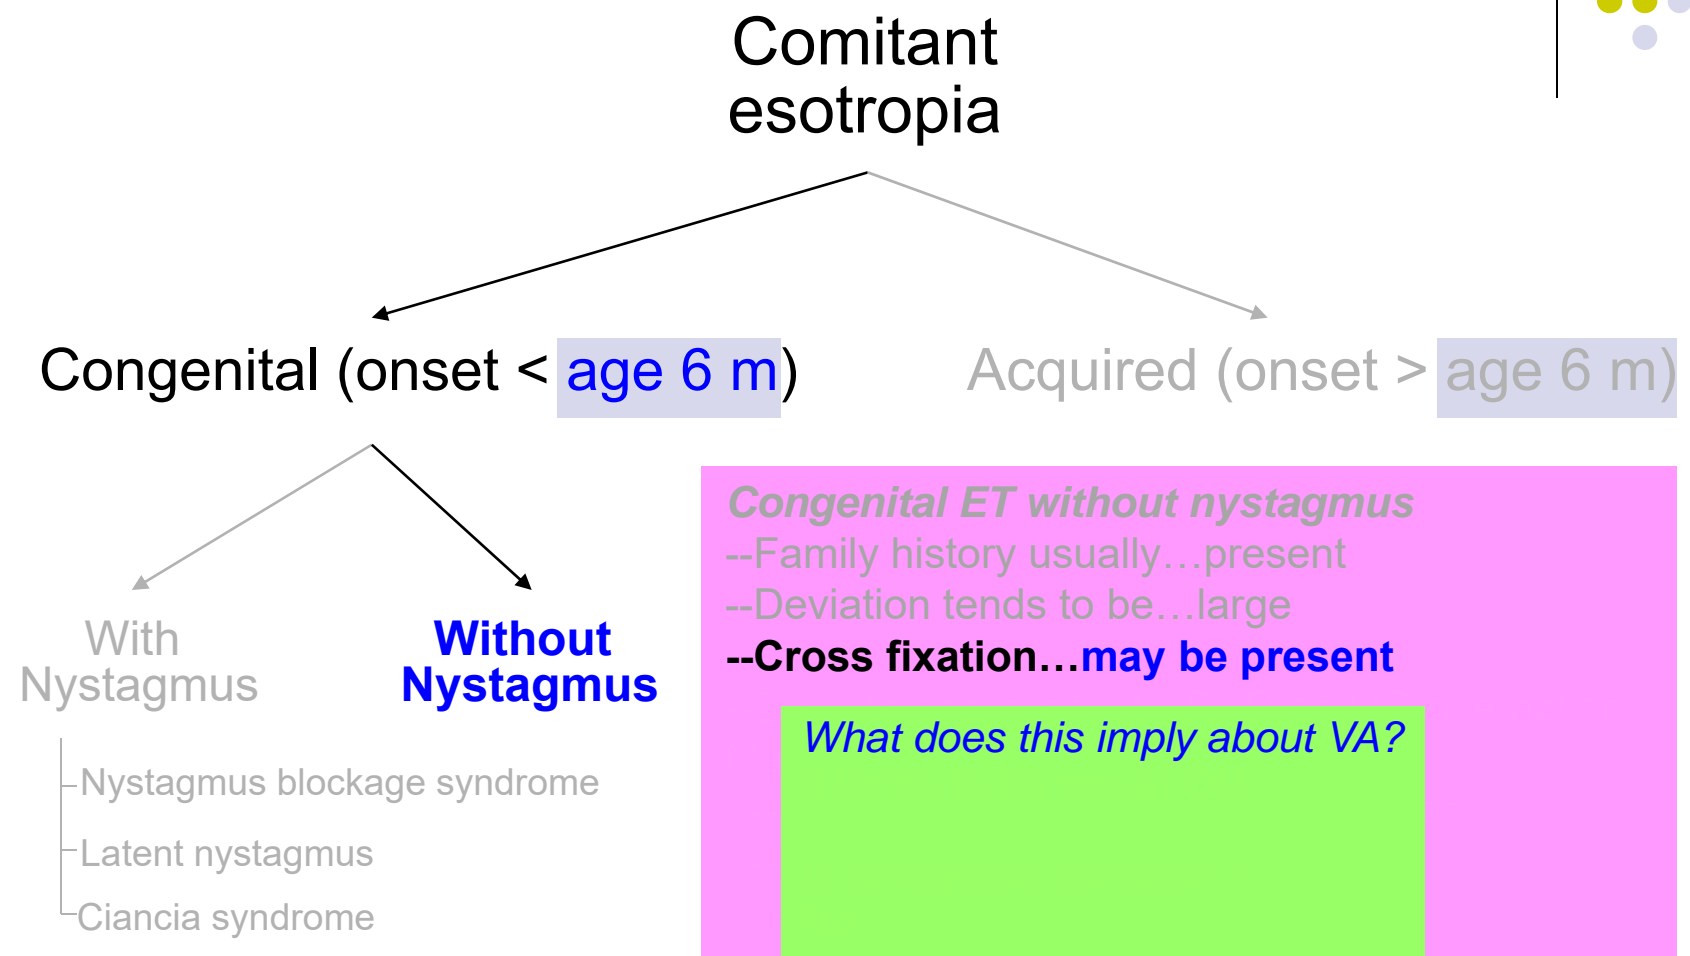 Comitant
esotropia
Congenital (onset < age 6 m)
Acquired (onset > age 6 m)
With
Nystagmus
Without
Nystagmus
Nystagmus blockage syndrome
Latent nystagmus
Ciancia syndrome
Congenital ET without nystagmus
--Family history usually…present
--Deviation tends to be…large
--Cross fixation…may be present
What does this imply about VA?